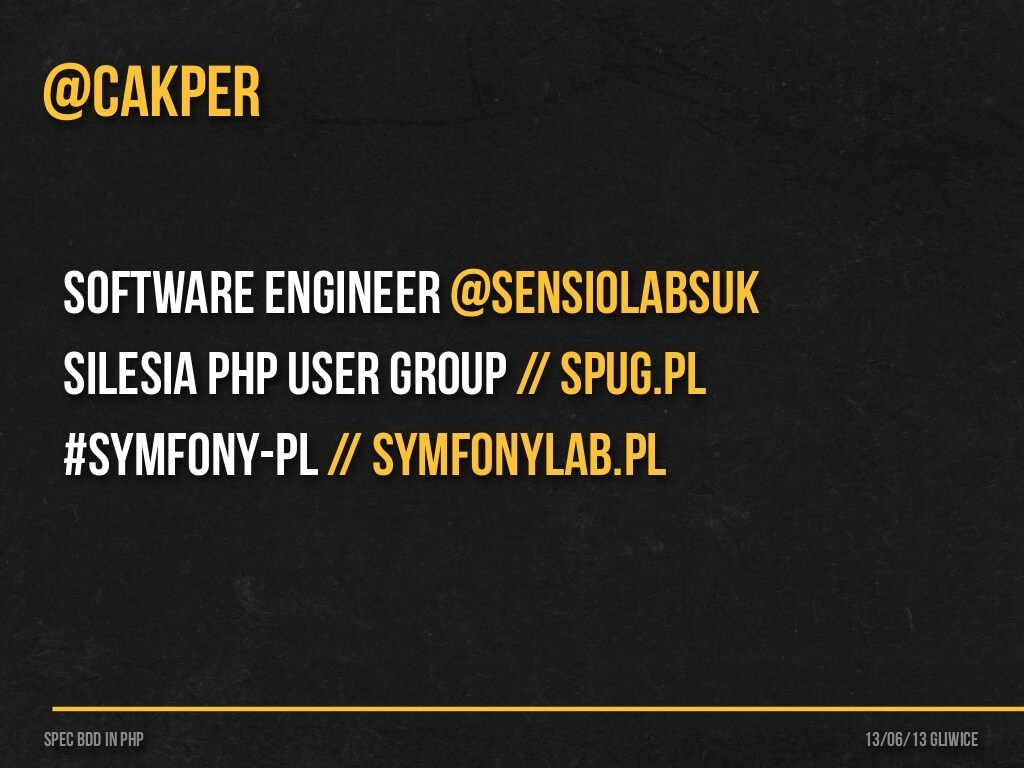 @CAKPER
SOFTWARE ENGINEER @SENSIOLABSUK
SILESIA PHP USER GROUP // SPUG.PL
#SYMFONY-PL // SYMFONYLAB.PL
SPEC BDD IN PHP
13/06/13 GLIWICE